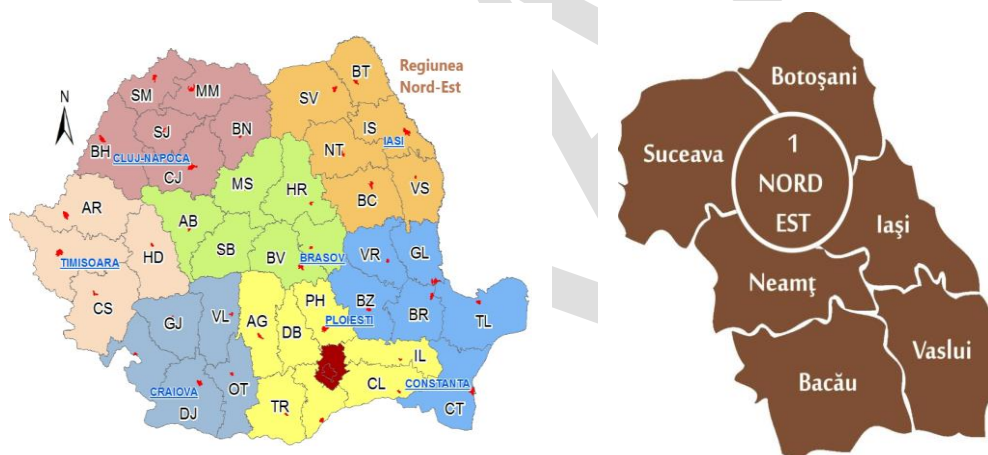 Regiunea
Nord-Est
N
SM
MM
SV
BT
BH
SJ
BN
IS
IASI
CLUJ-NAPOCA
CJ
NT
MS
HR
BC
VS
AR
AB
TIMISOARA
HD
SB
BV
BRASOV
VR
GL
CS
GJ
VL
AG
DB
PH
PLOIESTI
BZ
BR
TL
IL
CRAIOVA
OT
CL
CONSTANTA
DJ
TR
CT
Botoşani
Suceava
1
NORD
EST
Iaşi
Neamţ
Vaslui
Bacău